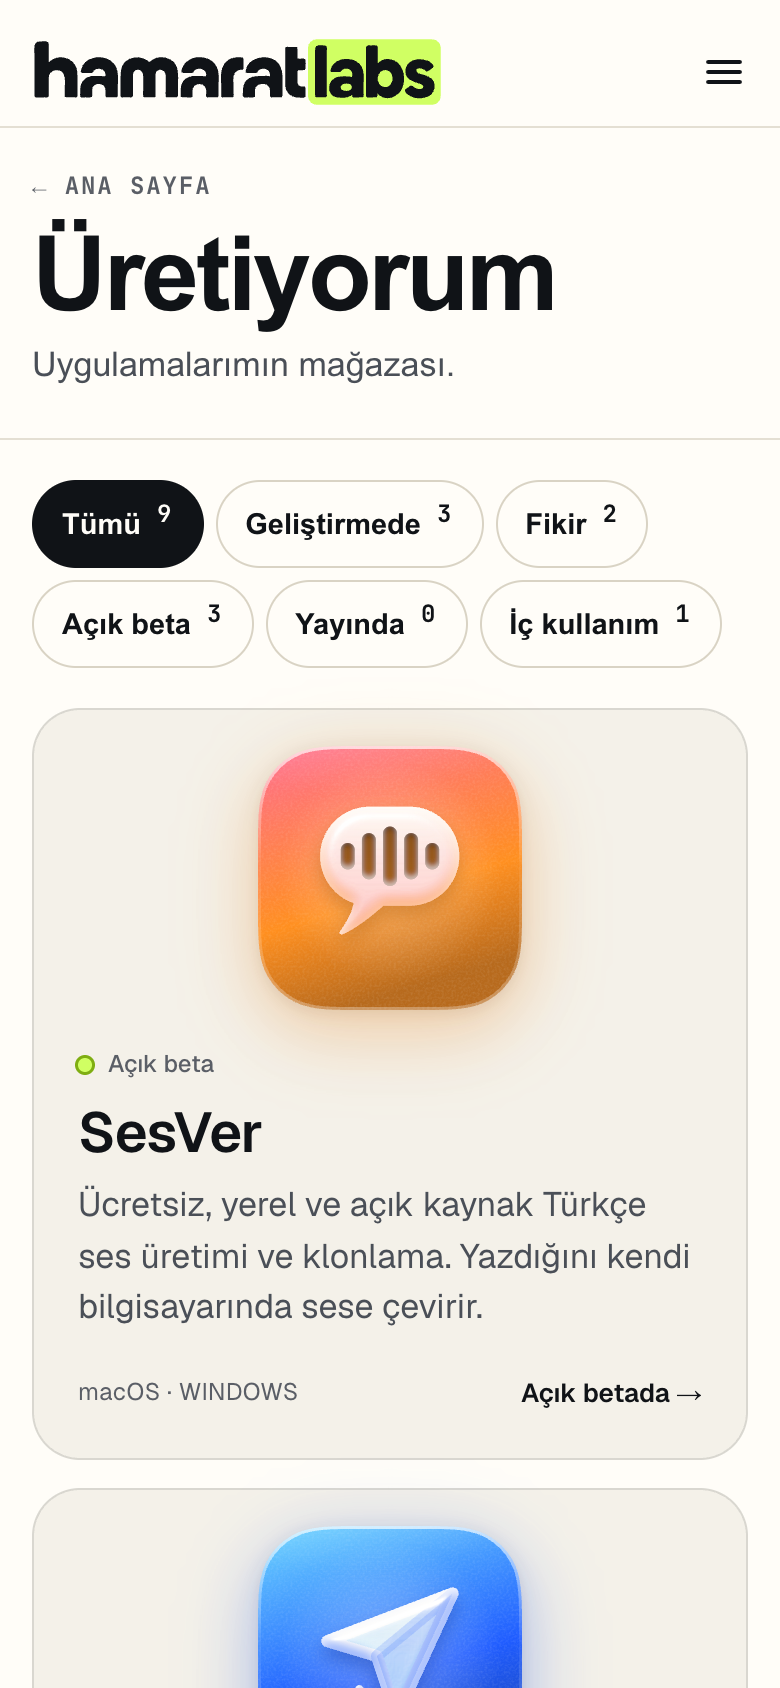 hamaratlabs
← ANA SAYFA
Üretiyorum
Uygulamalarımın mağazası.
Tümü 9 Geliştirmede 3 Fikir 2
Açık beta 3 Yayında 0 İç kullanım 1
Açık beta
SesVer
Ücretsiz, yerel ve açık kaynak Türkçe
ses üretimi ve klonlama. Yazdığını kendi
bilgisayarında sese çevirir.
macOS · WINDOWS Açık betada →